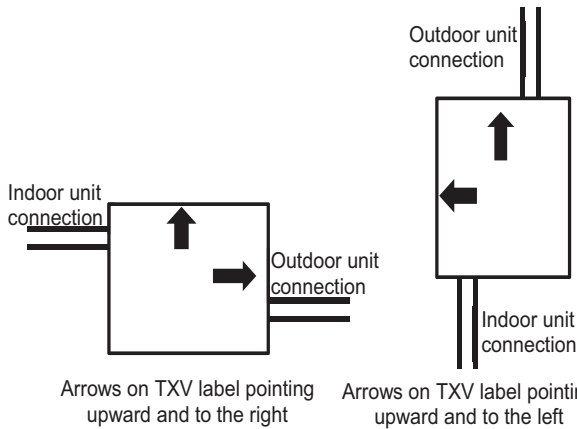 Outdoor unit
connection
Indoor unit
connection
Outdoor unit
connection
Indoor unit
connection
Arrows on TXV label pointing
upward and to the right
Arrows on TXV label
upward and to the left